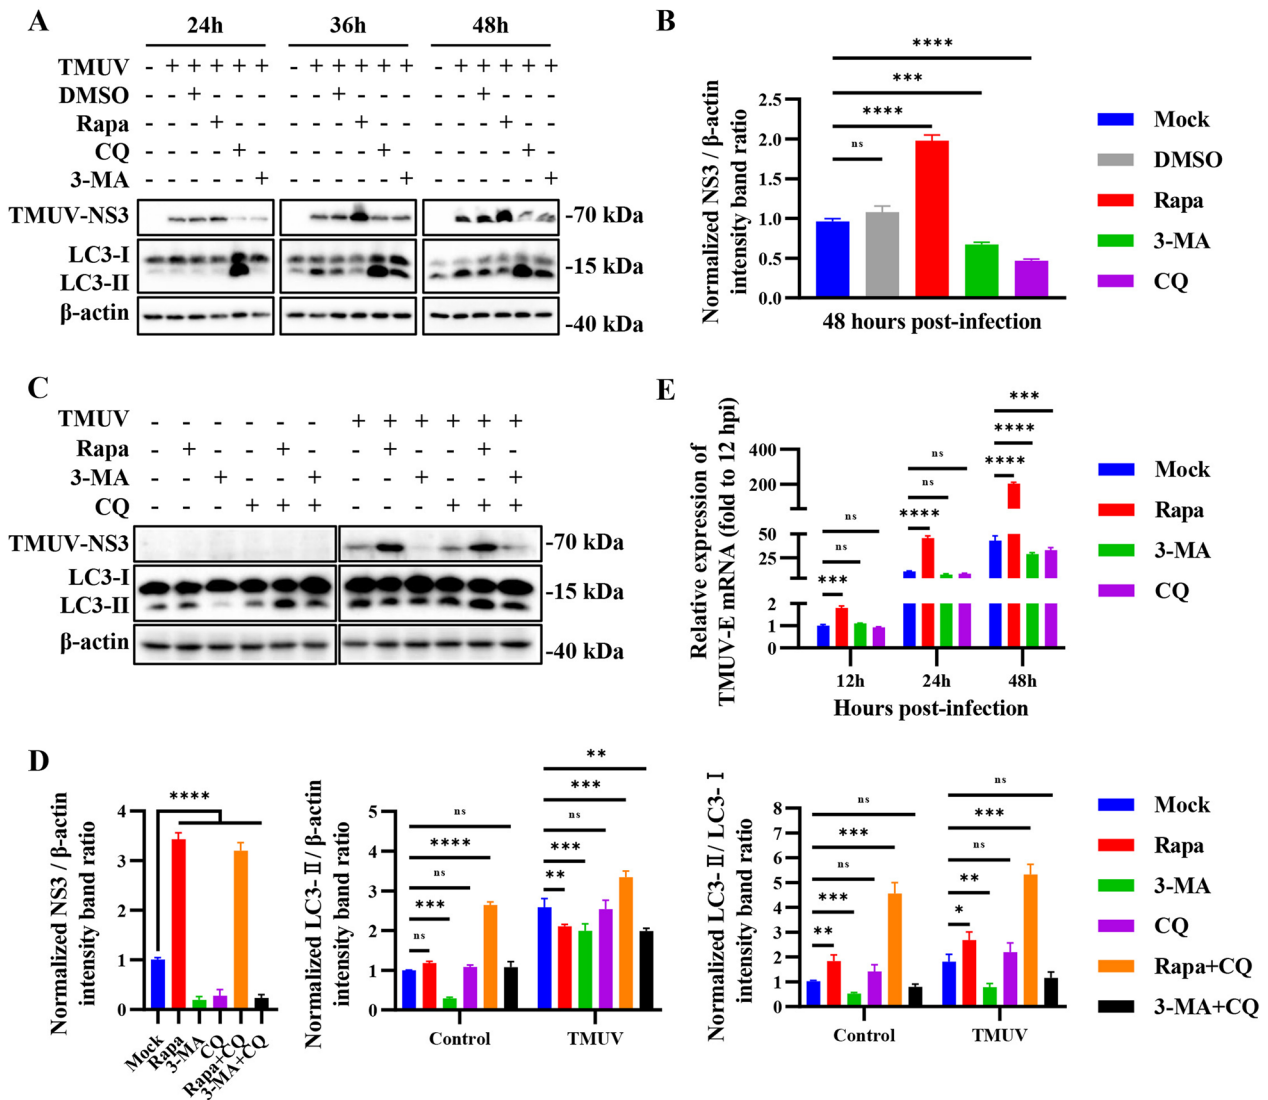 A
24h 36h 48h
TMUV - + + + + + - + + + + + - + + + + +
DMSO - - + - - - - - + - - - - - + - - -
Rapa - - - + - - - - - + - - - - - + - -
CQ - - - - + - - - - - + - - - - - + -
3-MA - - - - - + - - - - - + - - - - - +
TMUV-NS3 -70 kDa
LC3-I
-15 kDa
LC3-II
β-actin
-40 kDa
B
****
***
****
ns
Normalized NS3 / β-actin
intensity band ratio
2.5
2.0
1.5
1.0
0.5
0.0
48 hours post-infection
Mock
DMSO
Rapa
3-MA
CQ
C
TMUV - - - - - - + + + + + +
Rapa - + - - + - - + - - + -
3-MA - - + - - + - - + - - +
CQ - - - + + + - - - + + +
TMUV-NS3 -70 kDa
LC3-I
-15 kDa
LC3-II
β-actin
-40 kDa
E
Relative expression of
TMUV-E mRNA (fold to 12 hpi)
400
200
50
25
2
1
0
ns
ns
***
ns
ns
****
***
****
****
12h 24h 48h
Hours post-infection
Mock
Rapa
3-MA
CQ
D
Normalized NS3 / β-actin
intensity band ratio
4
3
2
1
0
****
Mock
Rapa
3-MA
CQ
Rapa+CQ
3-MA+CQ
Normalized LC3-Ⅱ/ β-actin
intensity band ratio
5
4
3
2
1
0
ns
****
ns
***
ns
**
***
ns
***
**
Control TMUV
Normalized LC3-Ⅱ/ LC3-Ⅰ
intensity band ratio
8
7
6
5
4
3
2
1
0
ns
***
ns
***
**
ns
***
ns
**
*
Control TMUV
Mock
Rapa
3-MA
CQ
Rapa+CQ
3-MA+CQ